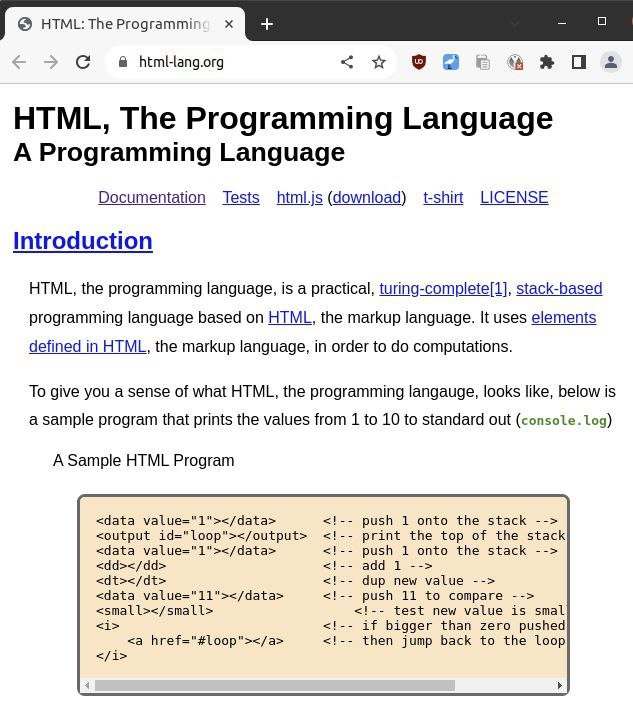 HTML: The Programming
html-lang.org
HTML, The Programming Language
A Programming Language
Documentation Tests html.js (download) t-shirt LICENSE
Introduction
HTML, the programming language, is a practical, turing-complete[1], stack-based
programming language based on HTML, the markup language. It uses elements
defined in HTML, the markup language, in order to do computations.
To give you a sense of what HTML, the programming langauge, looks like, below is
a sample program that prints the values from 1 to 10 to standard out (console.log)
A Sample HTML Program
<data value="1"></data> <!-- push 1 onto the stack -->
<output id="loop"></output> <!-- print the top of the stack
<data value="1"></data> <!-- push 1 onto the stack -->
<dd></dd> <!-- add 1 -->
<dt></dt> <!-- dup new value -->
<data value="11"></data> <!-- push 11 to compare -->
<small></small> <!-- test new value is smal
<i> <!-- if bigger than zero pushed
<a href="#loop"></a> <!-- then jump back to the loop
</i>